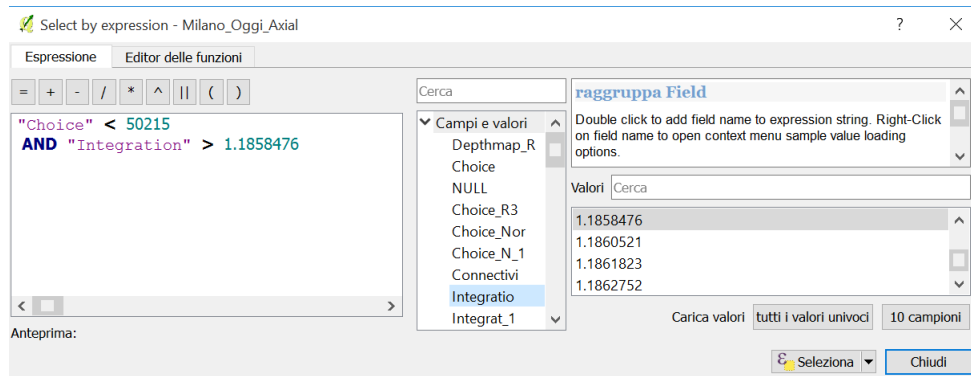 Select by expression - Milano_Oggi_Axial
? ×
Espressione Editor delle funzioni
= + - / * ^ || ( )
"Choice" < 50215
AND "Integration" > 1.1858476
Anteprima:
Cerca
Campi e valori
Depthmap_R
Choice
NULL
Choice_R3
Choice_Nor
Choice_N_1
Connectivi
Integratio
Integrat_1
raggruppa Field
Double click to add field name to expression string. Right-Click
on field name to open context menu sample value loading
options.
Valori Cerca
1.1858476
1.1860521
1.1861823
1.1862752
Carica valori tutti i valori univoci 10 campioni
ε Seleziona Chiudi